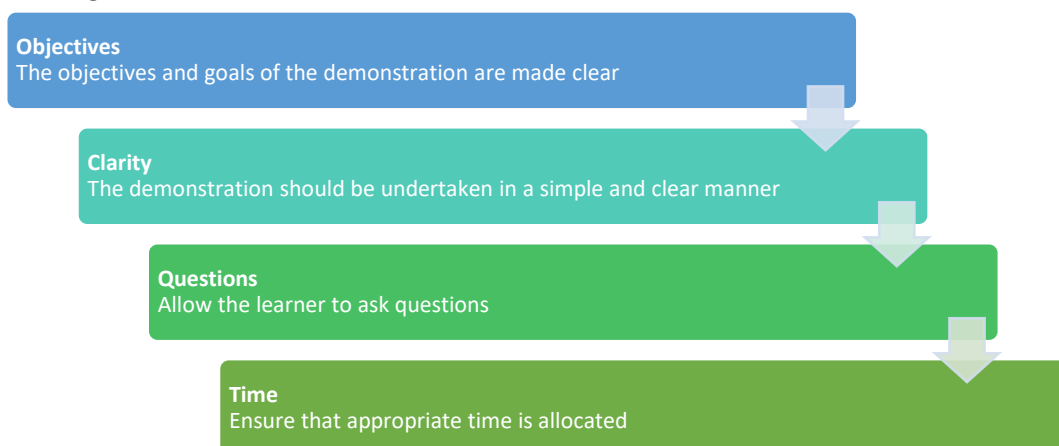 Objectives
The objectives and goals of the demonstration are made clear
Clarity
The demonstration should be undertaken in a simple and clear manner
Questions
Allow the learner to ask questions
Time
Ensure that appropriate time is allocated